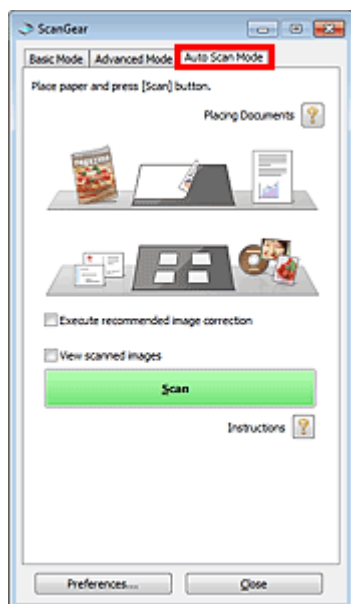 ScanGear
Basic Mode Advanced Mode Auto Scan Mode
Place paper and press [Scan] button.
Placing Documents ?
magazine
Execute recommended image correction
View scanned images
Scan
Instructions ?
Preferences... Close